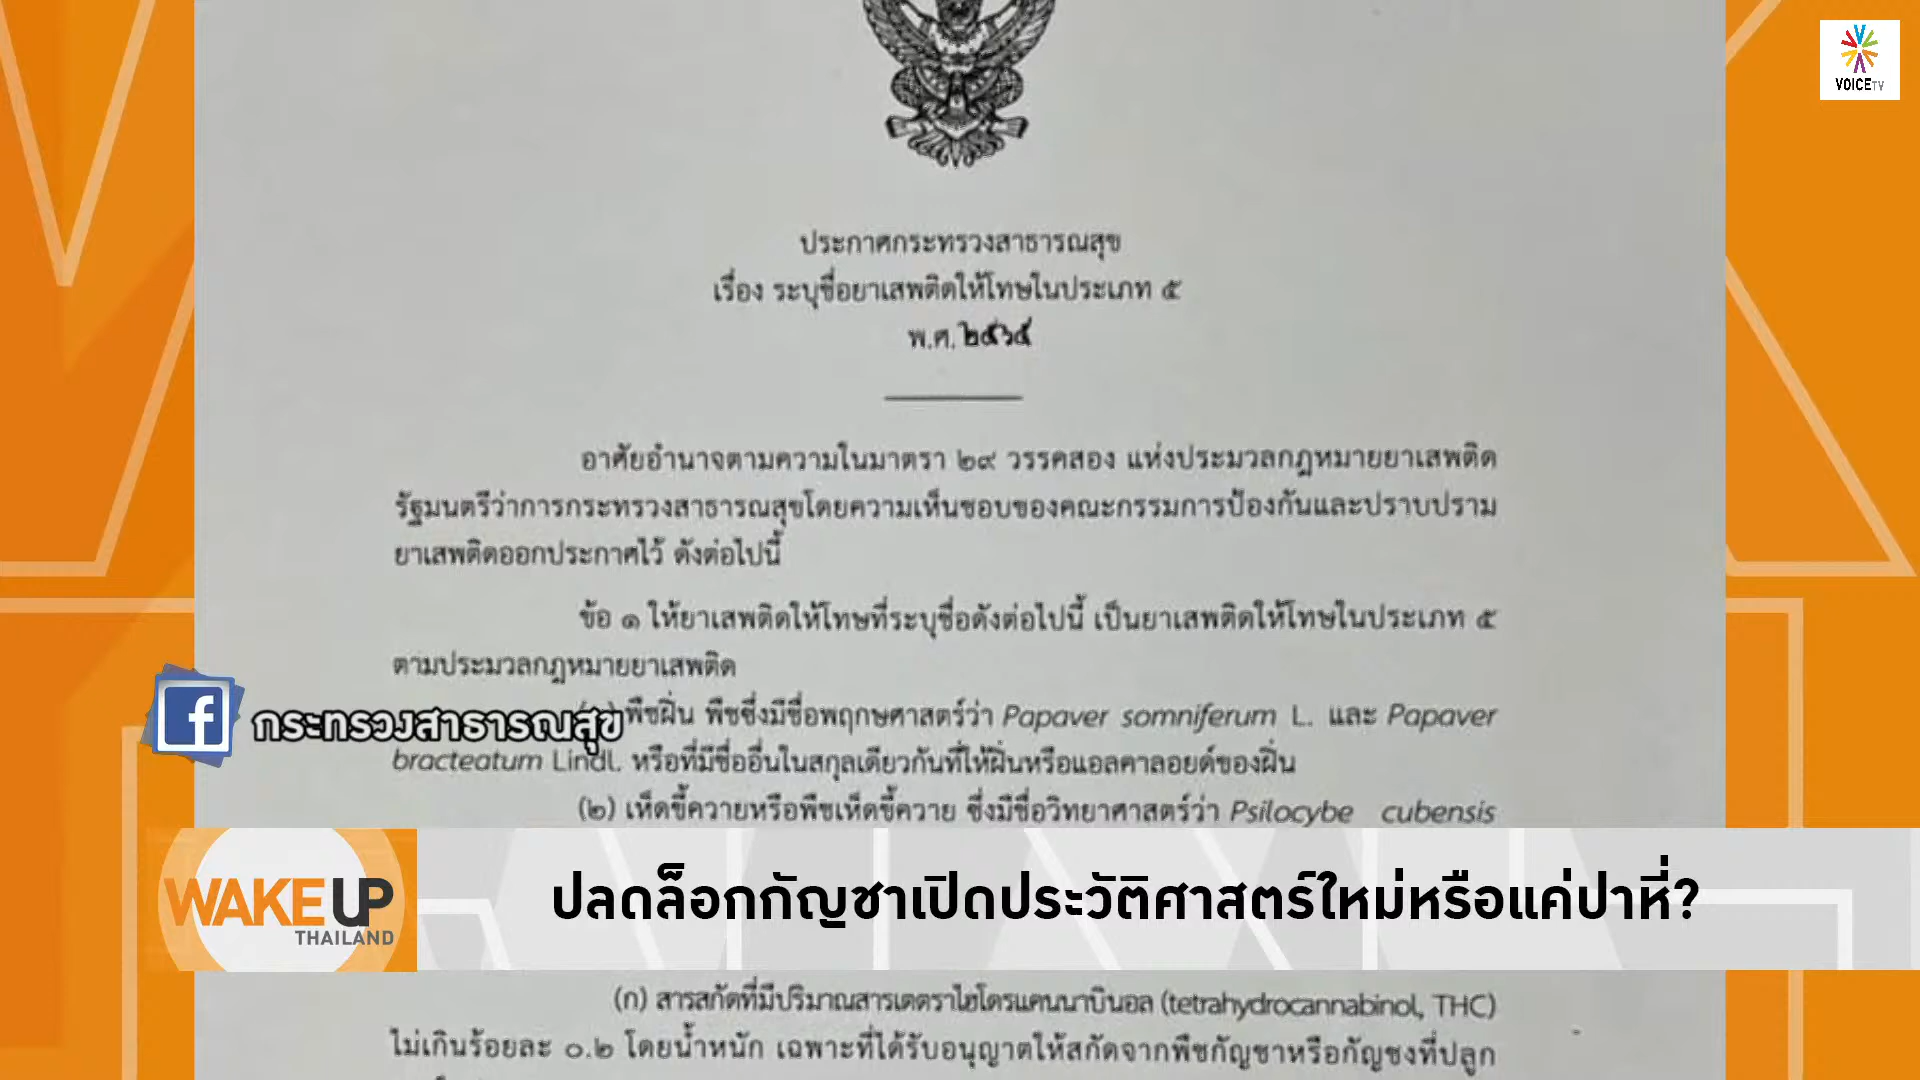 VOICE TV
ประกาศกระทรวงสาธารณสุข
เรื่อง ระบุชื่อยาเสพติดให้โทษในประเภท ๕
พ.ศ. ๒๕๖๕
อาศัยอำนาจตามความในมาตรา ๒๙ วรรคสอง แห่งประมวลกฎหมายยาเสพติด
รัฐมนตรีว่าการกระทรวงสาธารณสุขโดยความเห็นชอบของคณะกรรมการป้องกันและปราบปราม
ยาเสพติดออกประกาศไว้ ดังต่อไปนี้
ข้อ ๑ ให้ยาเสพติดให้โทษที่ระบุชื่อดังต่อไปนี้ เป็นยาเสพติดให้โทษในประเภท ๕
ตามประมวลกฎหมายยาเสพติด
พืชฝิ่น พืชซึ่งมีชื่อพฤกษศาสตร์ว่า Papaver somniferum L. และ Papaver
กระทรวงสาธารณสุข
bracteatum Lindl. หรือที่มีชื่ออื่นในสกุลเดียวกันที่ให้ฝิ่นหรือแอลคาลอยด์ของฝิ่น
(๒) เห็ดขี้ควายหรือพืชเห็ดขี้ควาย ซึ่งมีชื่อวิทยาศาสตร์ว่า Psilocybe cubensis
WAKE UP
THAILAND
ปลดล็อกกัญชาเปิดประวัติศาสตร์ใหม่หรือแค่ปาหี่?
(ก) สารสกัดที่มีปริมาณสารเตตราไฮโดรแคนนาบินอล (tetrahydrocannabinol, THC)
ไม่เกินร้อยละ ๐.๒ โดยน้ำหนัก เฉพาะที่ได้รับอนุญาตให้สกัดจากพืชกัญชาหรือกัญชงที่ปลูก